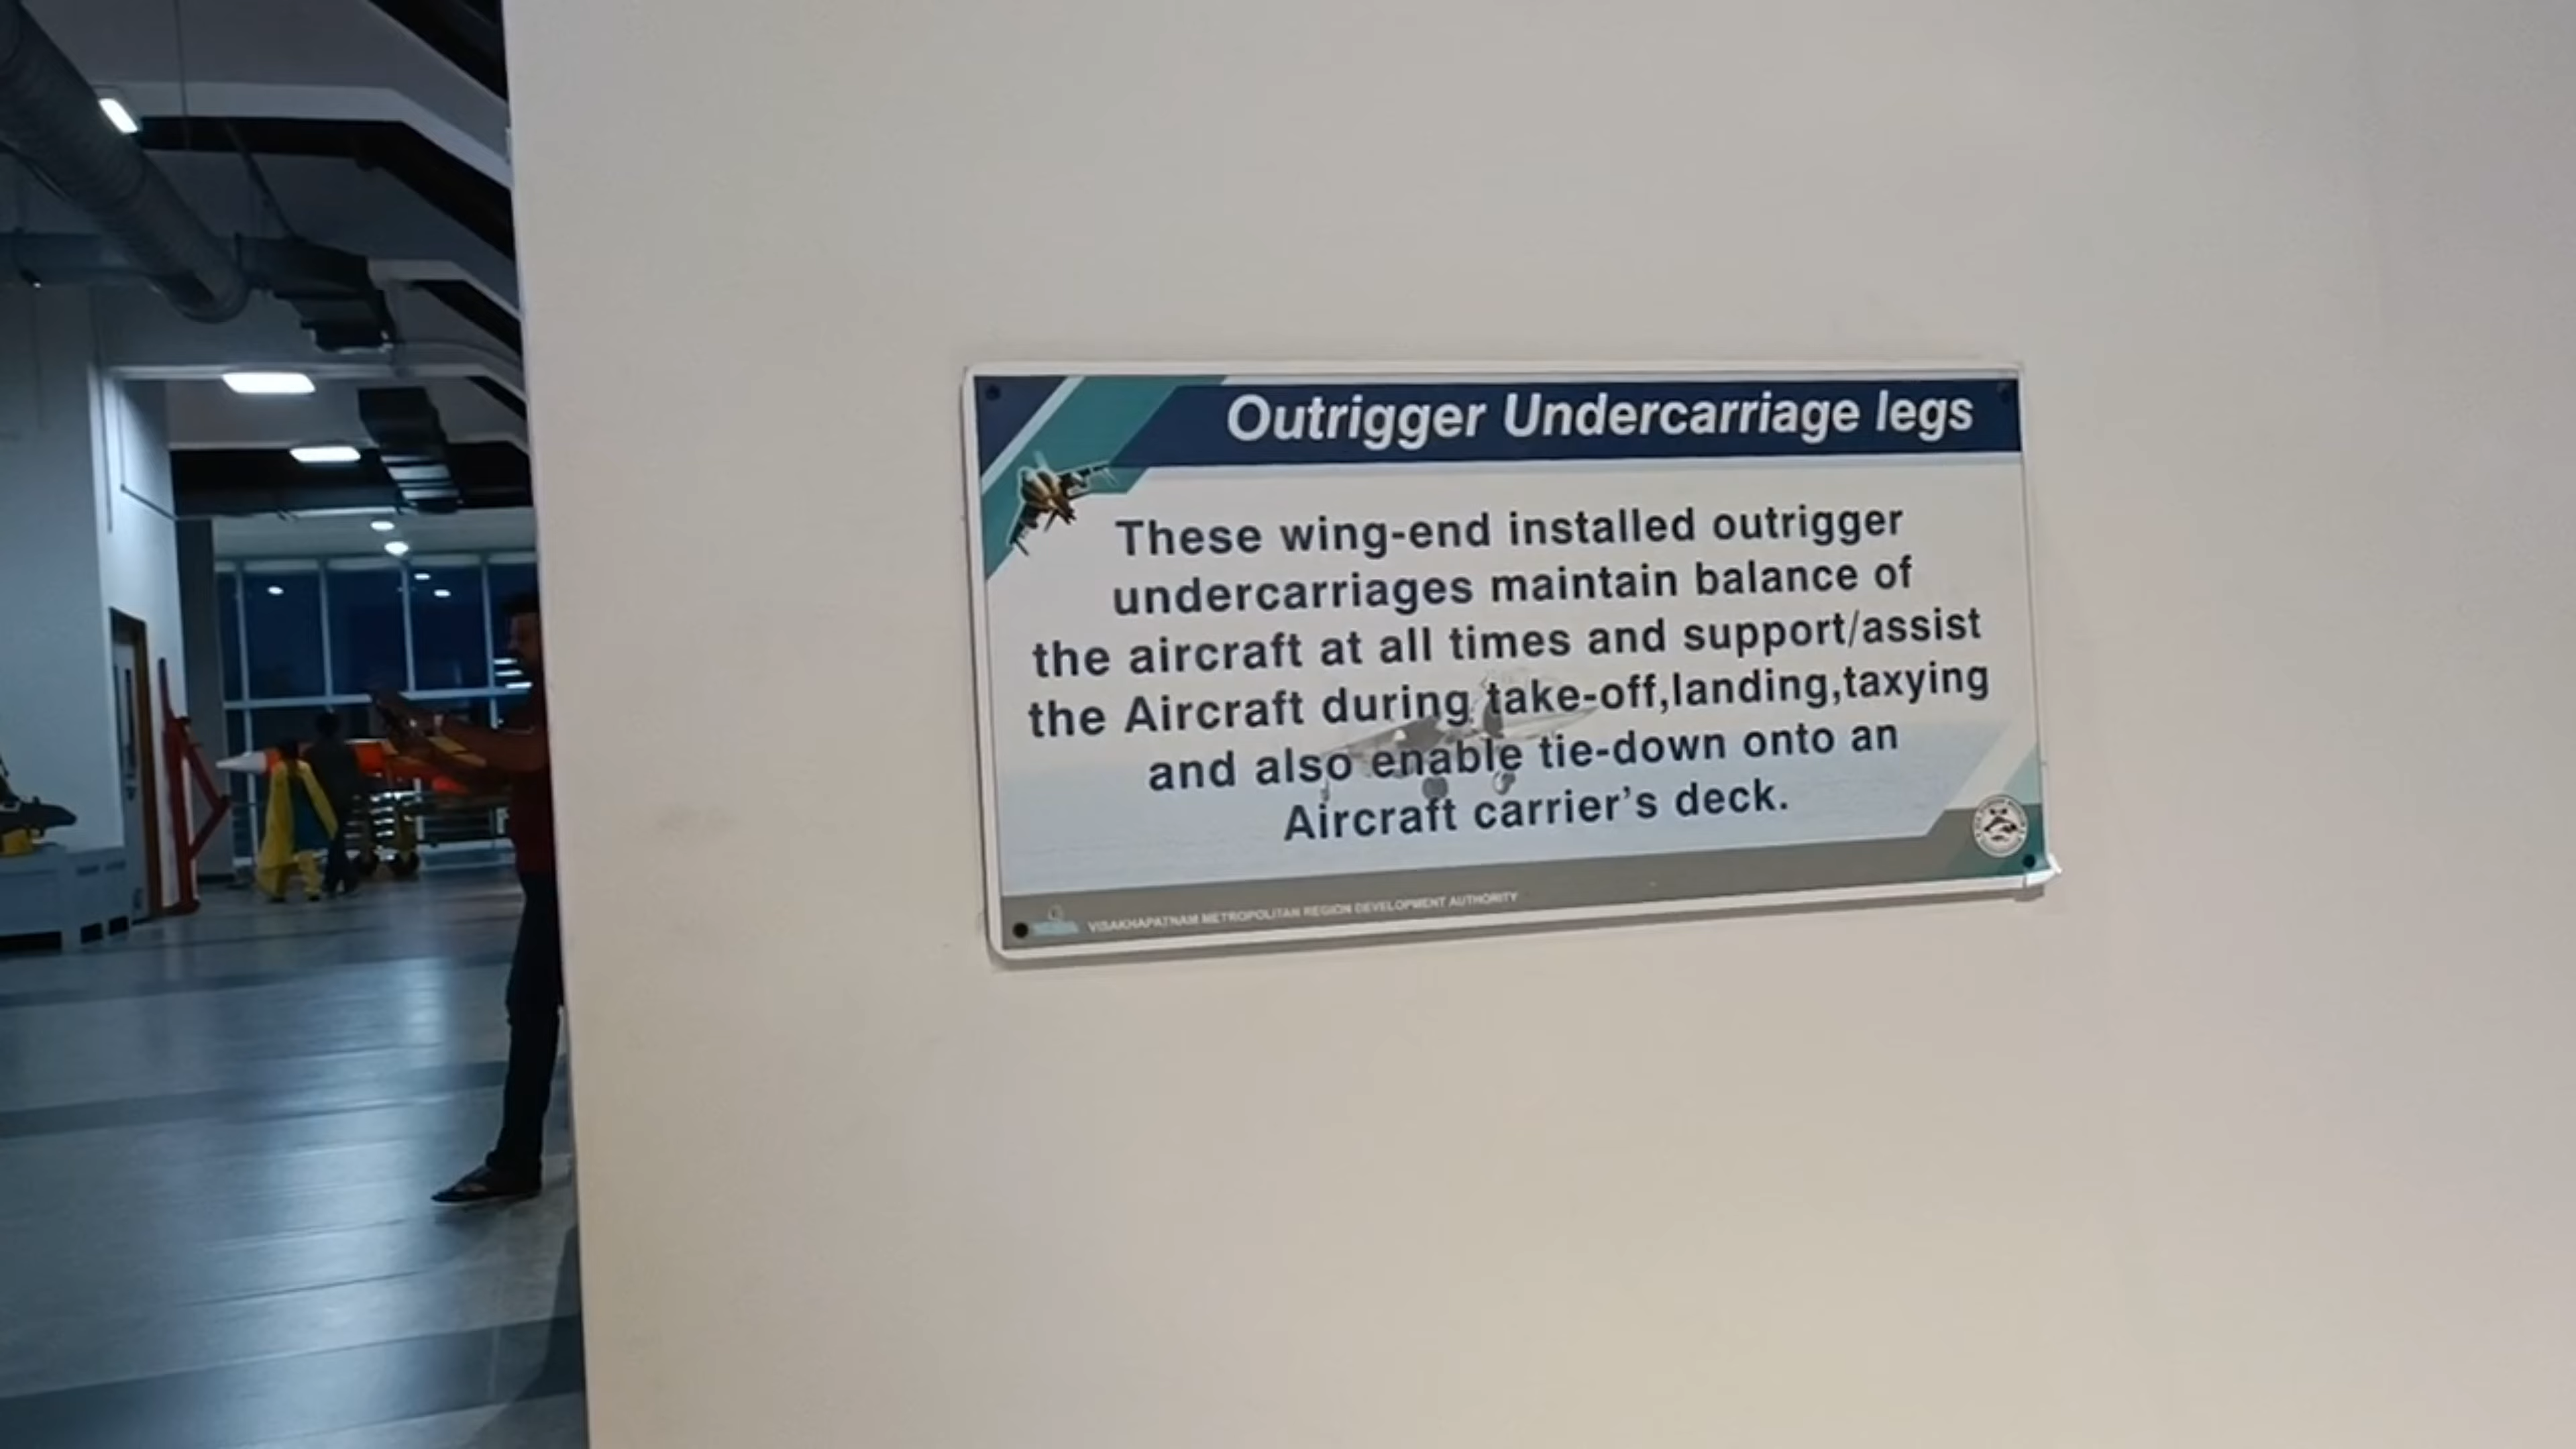 Outrigger Undercarriage legs
These wing-end installed outrigger
undercarriages maintain balance of
the aircraft at all times and support/assist
the Aircraft during take-off,landing,taxying
and also enable tie-down onto an
Aircraft carrier's deck.
VISAKHAPATNAM METROPOLITAN REGION DEVELOPMENT AUTHORITY